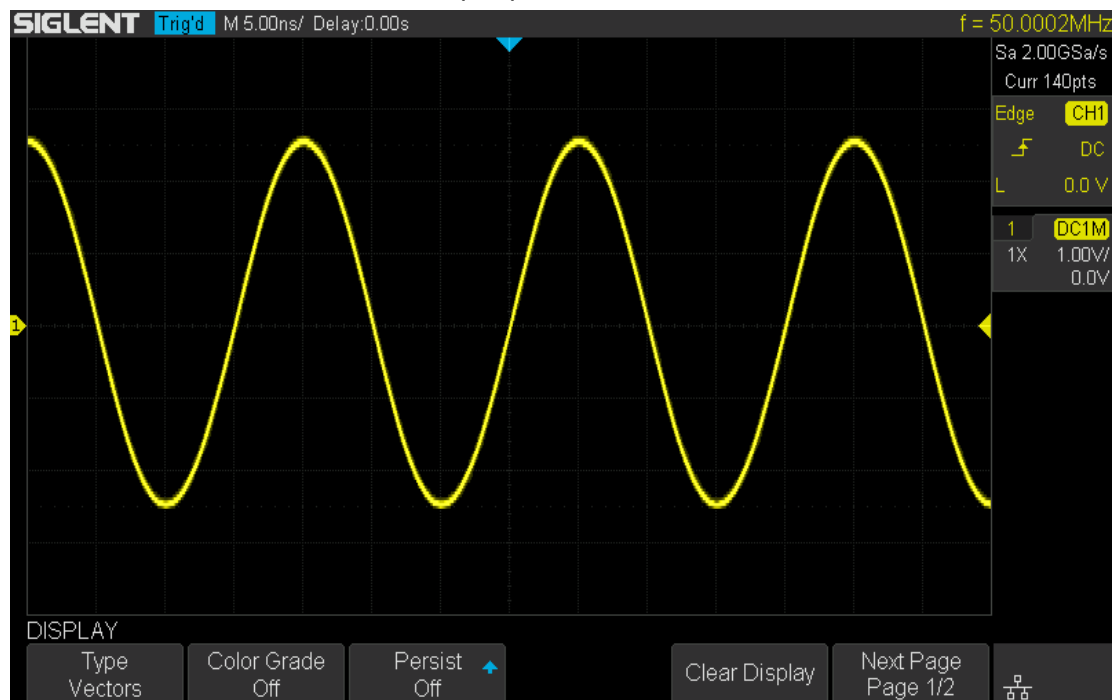 SIGLENT Trig'd M 5.00ns/ Delay:0.00s f = 50.0002MHz
Sa 2.00GSa/s
Curr 140pts
Edge CH1
DC
L 0.0 V
1 DC1M
1X 1.00V/
0.0V
1
DISPLAY
Type
Vectors
Color Grade
Off
Persist
Off
Clear Display
Next Page
Page 1/2